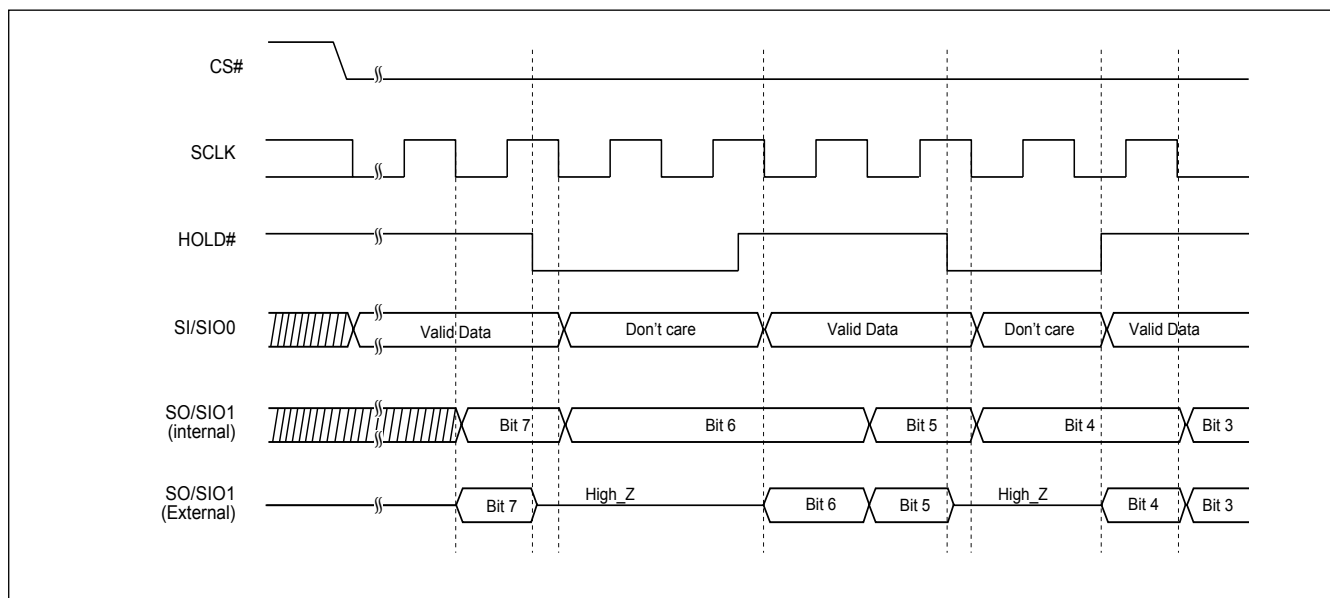 CS#
SCLK
HOLD#
SI/SIO0
Valid Data
Don't care
Valid Data
Don't care
Valid Data
SO/SIO1
(internal)
Bit 7
Bit 6
Bit 5
Bit 4
Bit 3
SO/SIO1
(External)
Bit 7
High_Z
Bit 6
Bit 5
High_Z
Bit 4
Bit 3